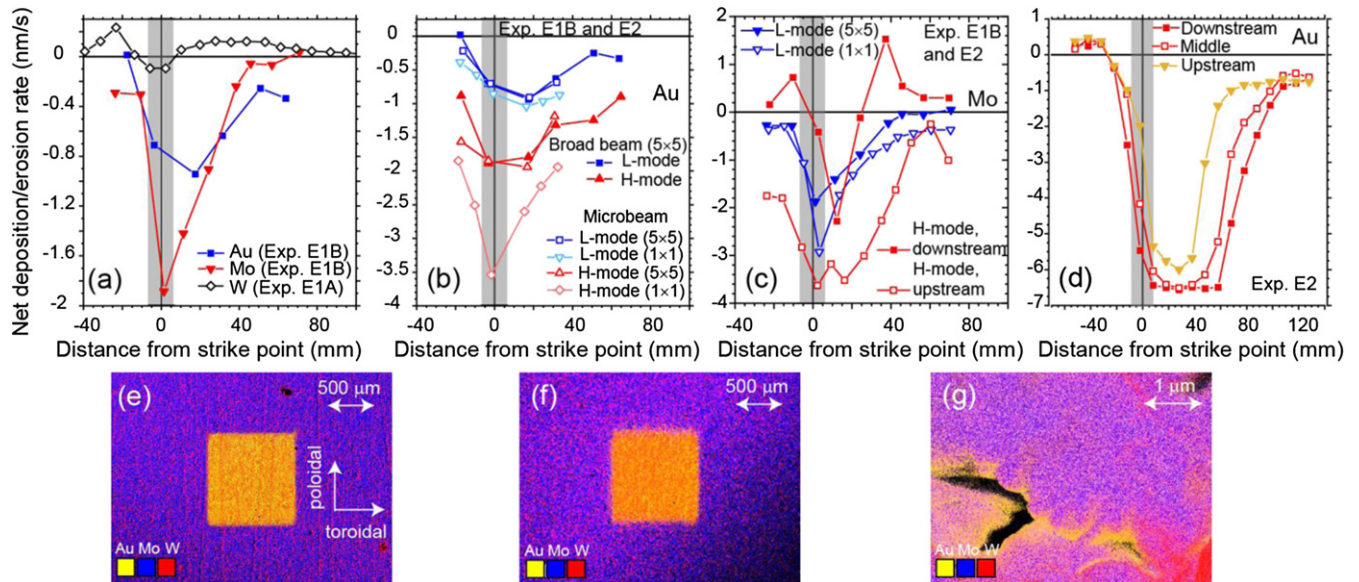 Net deposition/erosion rate (nm/s)
0
-0.4
-0.8
-1.2
-1.6
-2
(a)
Au (Exp. E1B)
Mo (Exp. E1B)
W (Exp. E1A)
-40
0
40
80
Distance from strike point (mm)
Exp. E1B and E2
0
-0.5
-1
-1.5
-2
-2.5
-3
-3.5
-4
Au
Broad beam (5×5)
L-mode
H-mode
Microbeam
L-mode (5×5)
L-mode (1×1)
H-mode (5×5)
H-mode (1×1)
(b)
-40
0
40
80
Distance from strike point (mm)
2
1
0
-1
-2
-3
-4
L-mode (5×5)
L-mode (1×1)
Exp. E1B
and E2
Mo
H-mode,
downstream
H-mode,
upstream
(c)
-40
0
40
80
Distance from strike point (mm)
1
0
-1
-2
-3
-4
-5
-6
-7
Au
Downstream
Middle
Upstream
(d)
Exp. E2
-40
0
40
80
120
Distance from strike point (mm)
(e)
500 µm
poloidal
toroidal
Au Mo W
(f)
500 µm
Au Mo W
(g)
1 µm
Au Mo W